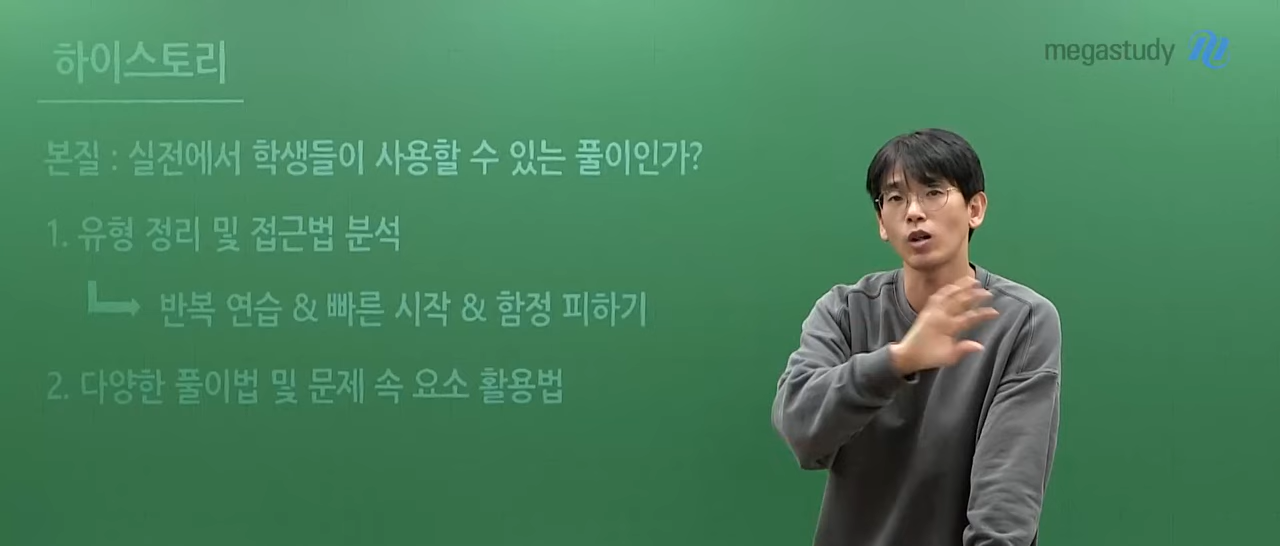 하이스토리
megastudy
본질 : 실전에서 학생들이 사용할 수 있는 풀이인가?
1. 유형 정리 및 접근법 분석
반복 연습 & 빠른 시작 & 함정 피하기
2. 다양한 풀이법 및 문제 속 요소 활용법